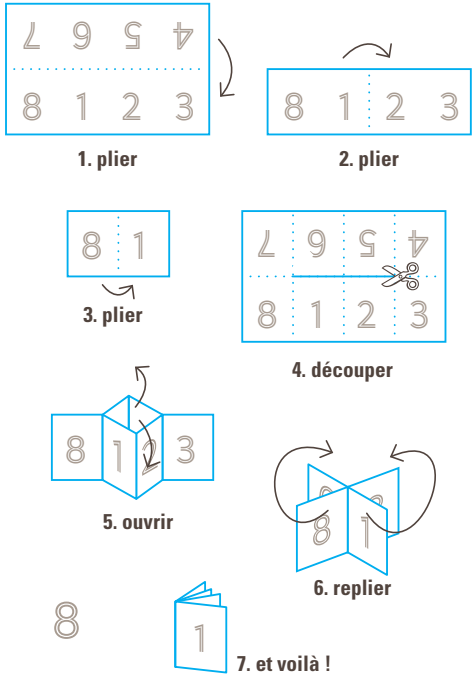 7 6 5 4
8 1 2 3
1. plier
8 1 2 3
2. plier
8 1
3. plier
7 6 5 4
8 1 2 3
4. découper
8 1 2 3
5. ouvrir
8 1
6. replier
8
1
7. et voilà !